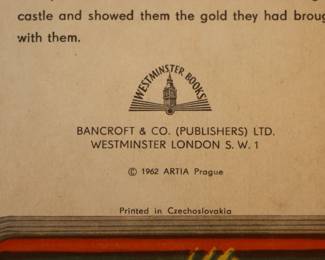 castle and showed them the gold they had
with them.
WESTMINSTER BOOKS
BANCROFT & CO. (PUBLISHERS) LTD.
WESTMINSTER LONDON S. W. 1
© 1962 ARTIA Prague
Printed in Czechoslovakia